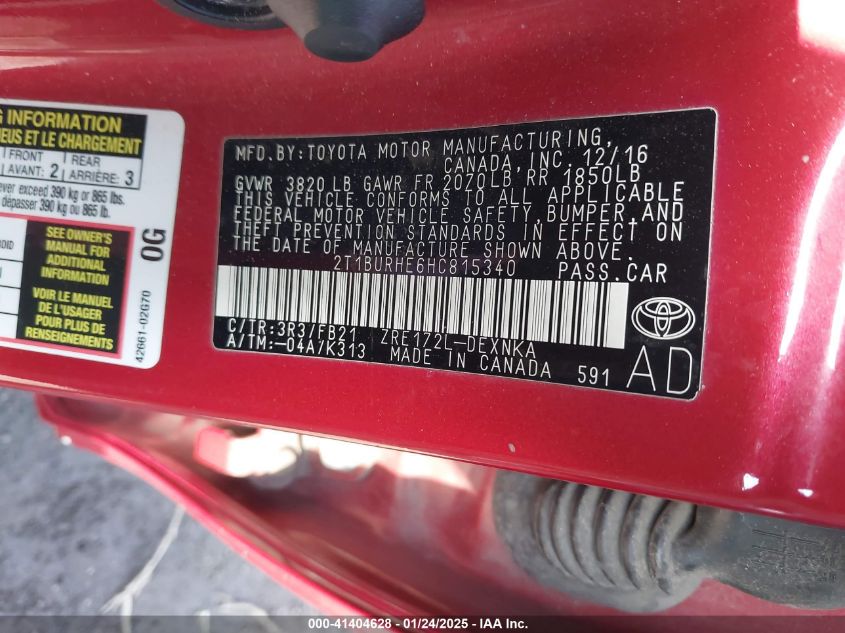 G INFORMATION
NEUS ET LE CHARGEMENT
FRONT
AVANT: 2
REAR
ARRIÈRE: 3
ever exceed 390 kg or 865 lbs.
dépasser 390 kg ou 865 lb.
SEE OWNER'S
MANUAL FOR
ADDITIONAL
INFORMATION
VOIR LE MANUEL
DE L'USAGER
POUR PLUS DE
RENSEIGNEMENTS
0G
42661-02G70
MFD. BY: TOYOTA MOTOR MANUFACTURING,
CANADA, INC. 12/16
GVWR 3820 LB GAWR FR 2070LB, RR 1850LB
THIS VEHICLE CONFORMS TO ALL APPLICABLE
FEDERAL MOTOR VEHICLE SAFETY, BUMPER, AND
THEFT PREVENTION STANDARDS IN EFFECT ON
THE DATE OF MANUFACTURE SHOWN ABOVE.
2T1BURHE6HC815340 PASS. CAR
C/TR: 3R3/FB21 ZRE172L-DEXNKA
A/TM: -04A/K313 MADE IN CANADA 591
TOYOTA
AD
000-41404628 - 01/24/2025 - IAA Inc.